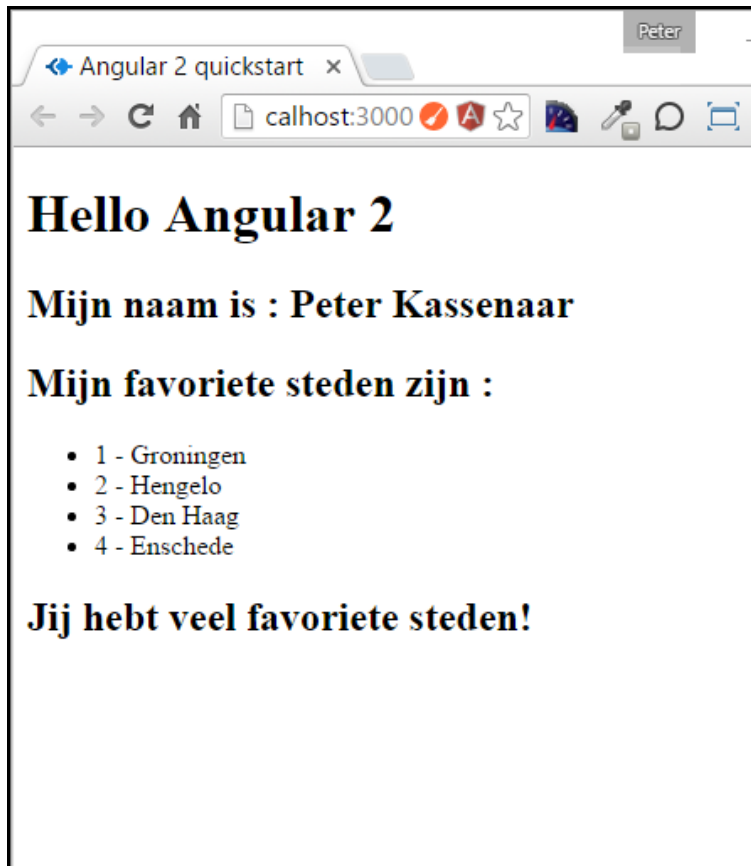 Peter
Angular 2 quickstart
calhost:3000
Hello Angular 2
Mijn naam is : Peter Kassenaar
Mijn favoriete steden zijn :
1 - Groningen
2 - Hengelo
3 - Den Haag
4 - Enschede
Jij hebt veel favoriete steden!